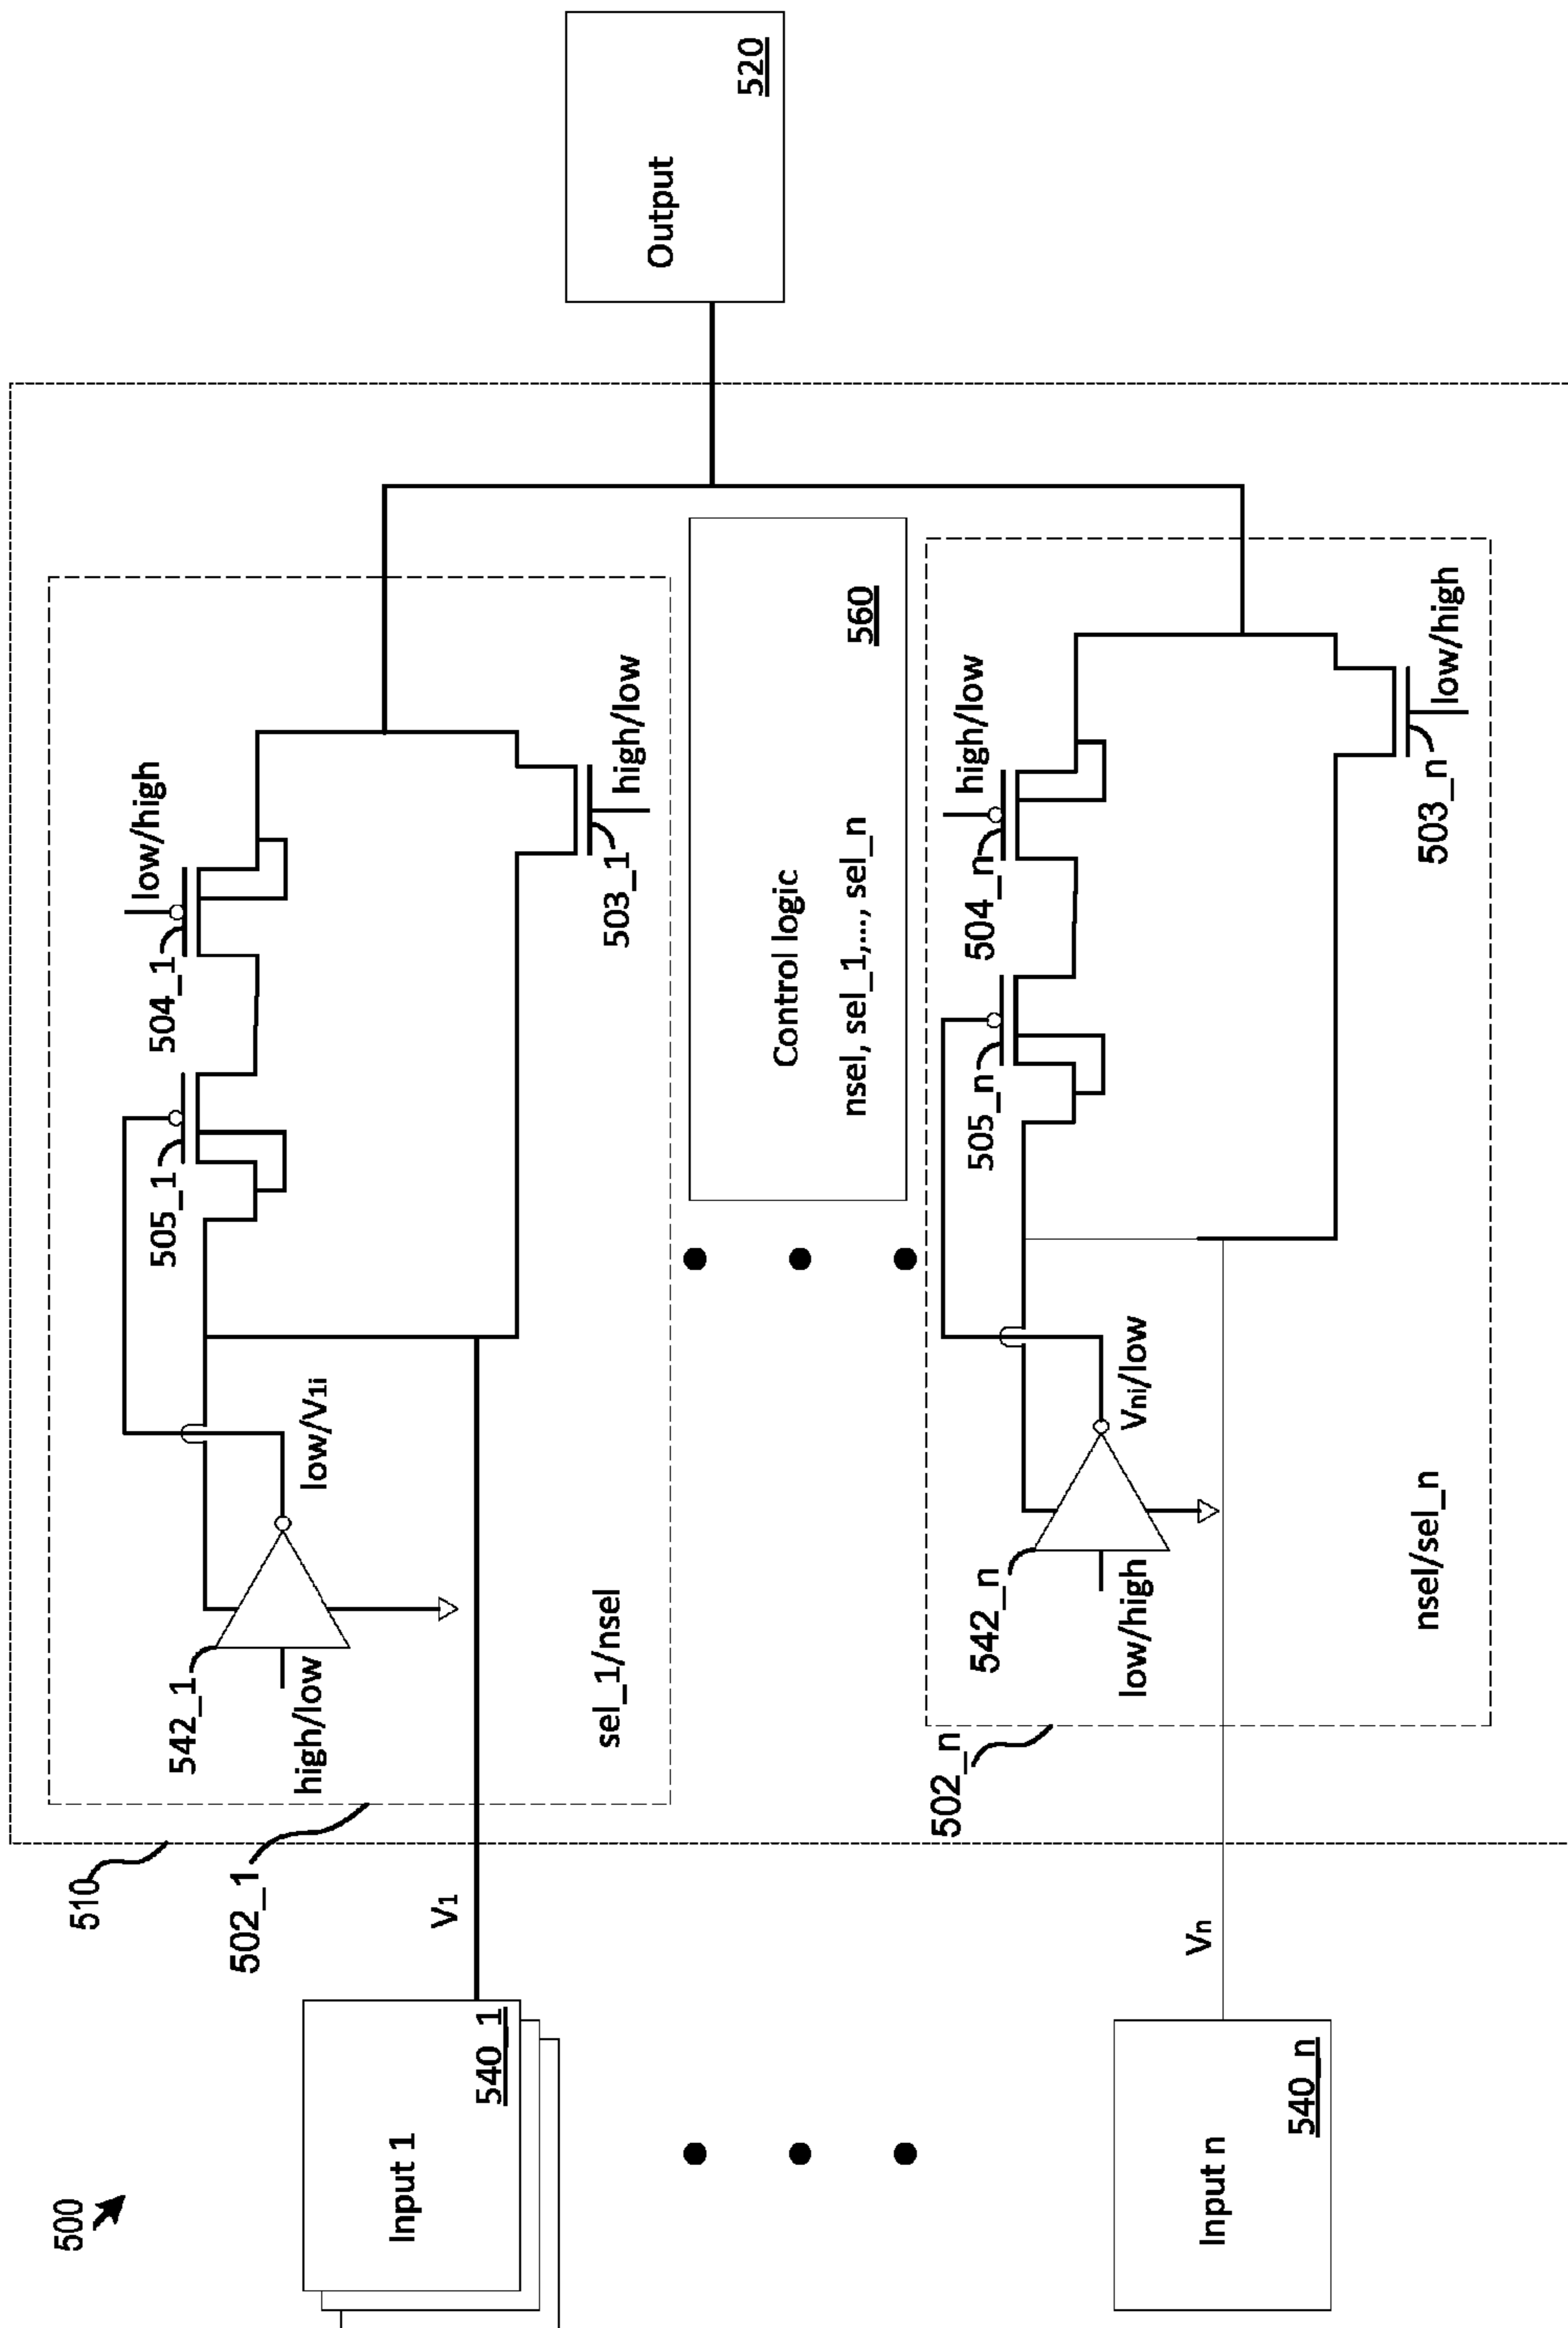 500
510
502_1
Input 1
540_1
V1
542_1
high/low
low/V1i
505_1
504_1
low/high
503_1
high/low
sel_1/nsel
Control logic
560
nsel, sel_1,..., sel_n
Output
520
Input n
540_n
Vn
502_n
542_n
low/high
Vni/low
505_n
504_n
high/low
503_n
low/high
nsel/sel_n